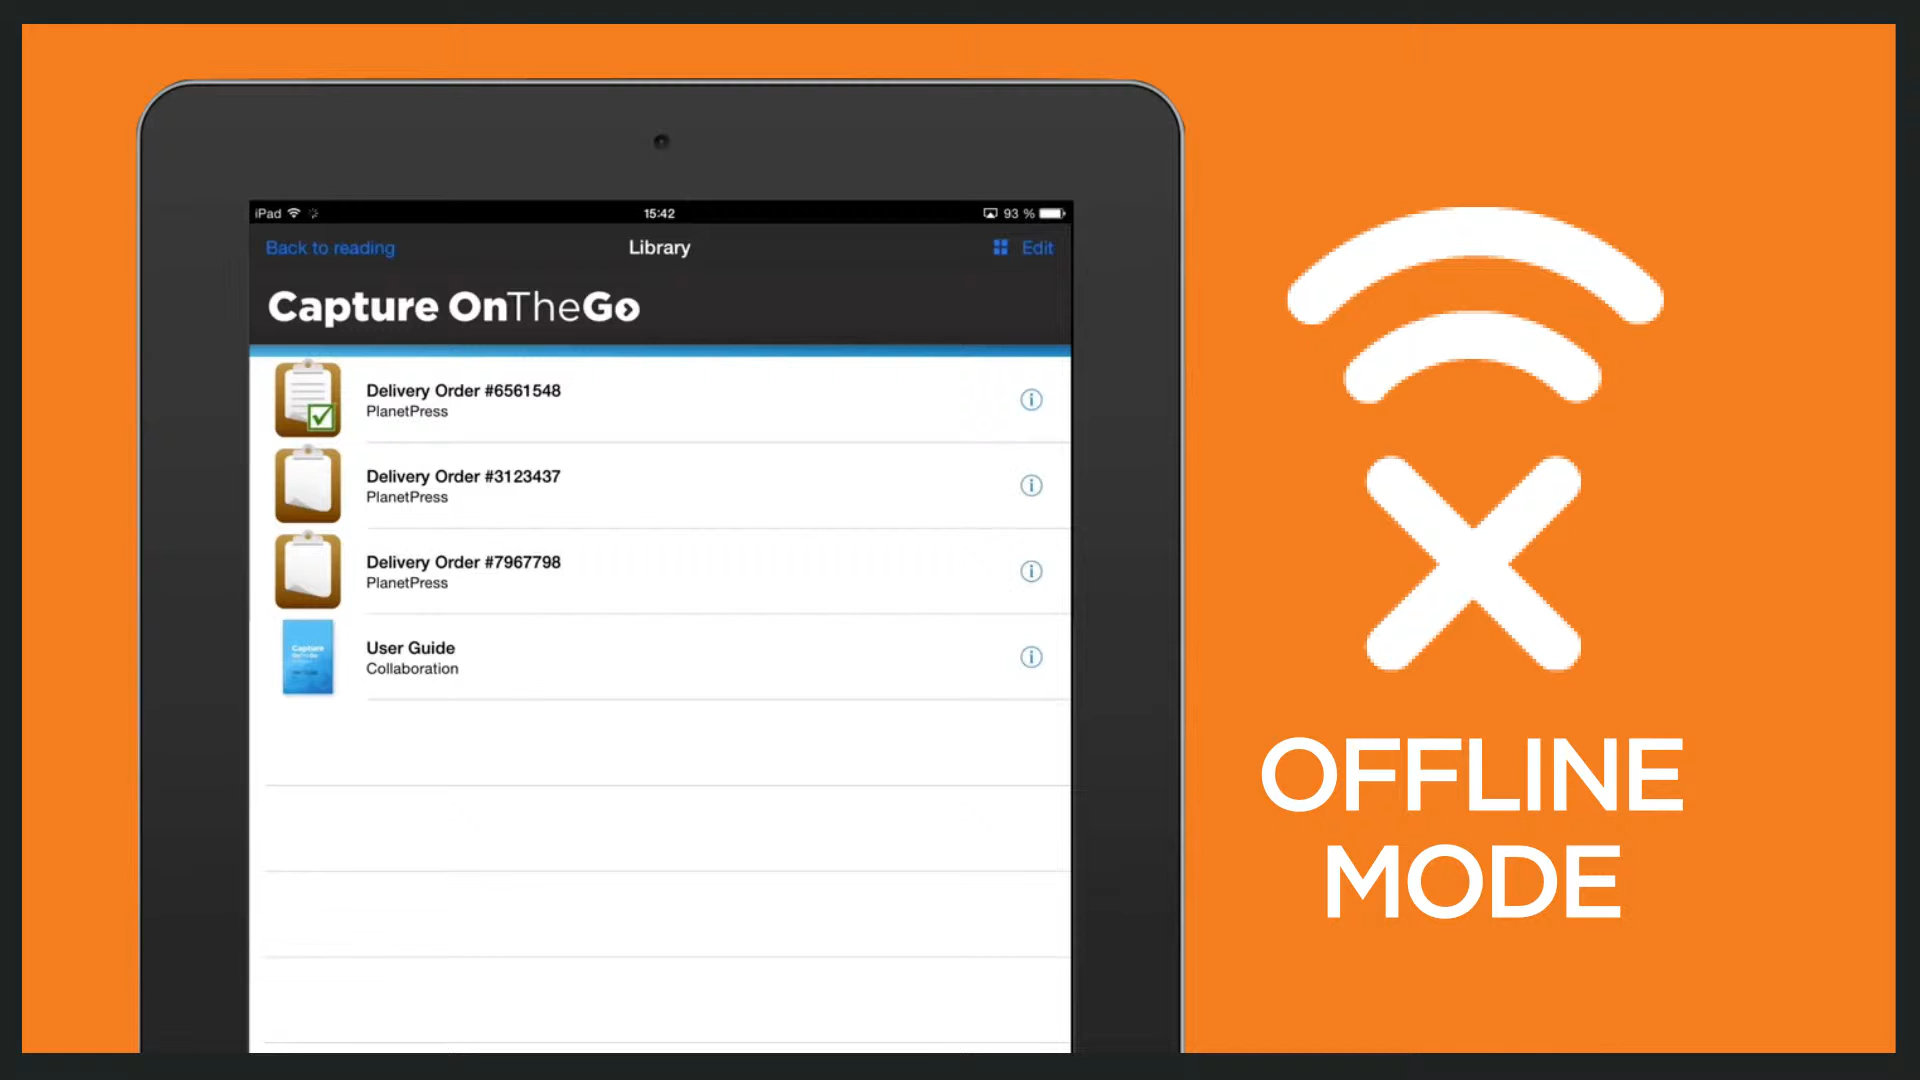 iPad 15:42 93 %
Back to reading Library Edit
Capture OnTheGo
Delivery Order #6561548
PlanetPress
Delivery Order #3123437
PlanetPress
Delivery Order #7967798
PlanetPress
Capture
User Guide
Collaboration
OFFLINE
MODE